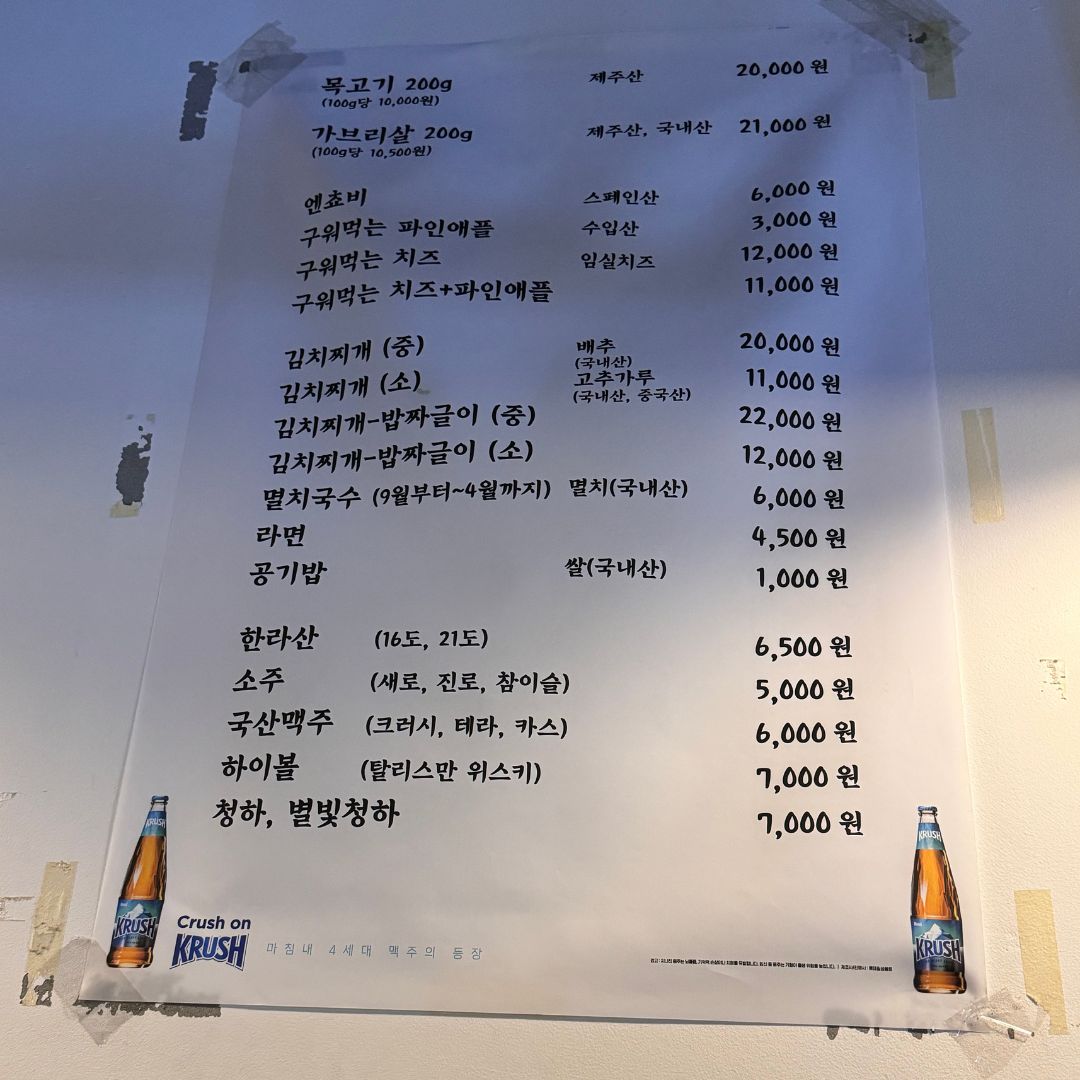 목고기 200g 제주산 20,000 원
(100g당 10,000원)
가브리살 200g 제주산, 국내산 21,000 원
(100g당 10,500원)
엔쵸비 스페인산 6,000 원
구워먹는 파인애플 수입산 3,000 원
구워먹는 치즈 임실치즈 12,000 원
구워먹는 치즈+파인애플 11,000 원
김치찌개 (중) 배추 20,000 원
(국내산)
김치찌개 (소) 고추가루 11,000 원
(국내산, 중국산)
김치찌개-밥짜글이 (중) 22,000 원
김치찌개-밥짜글이 (소) 12,000 원
멸치국수 (9월부터~4월까지) 멸치(국내산) 6,000 원
라면 4,500 원
공기밥 쌀(국내산) 1,000 원
한라산 (16도, 21도) 6,500 원
소주 (새로, 진로, 참이슬) 5,000 원
국산맥주 (크러시, 테라, 카스) 6,000 원
하이볼 (탈리스만 위스키) 7,000 원
청하, 별빛청하 7,000 원
KRUSH
KRUSH
Crush on
KRUSH 마침내 4세대 맥주의 등장
KRUSH
KRUSH